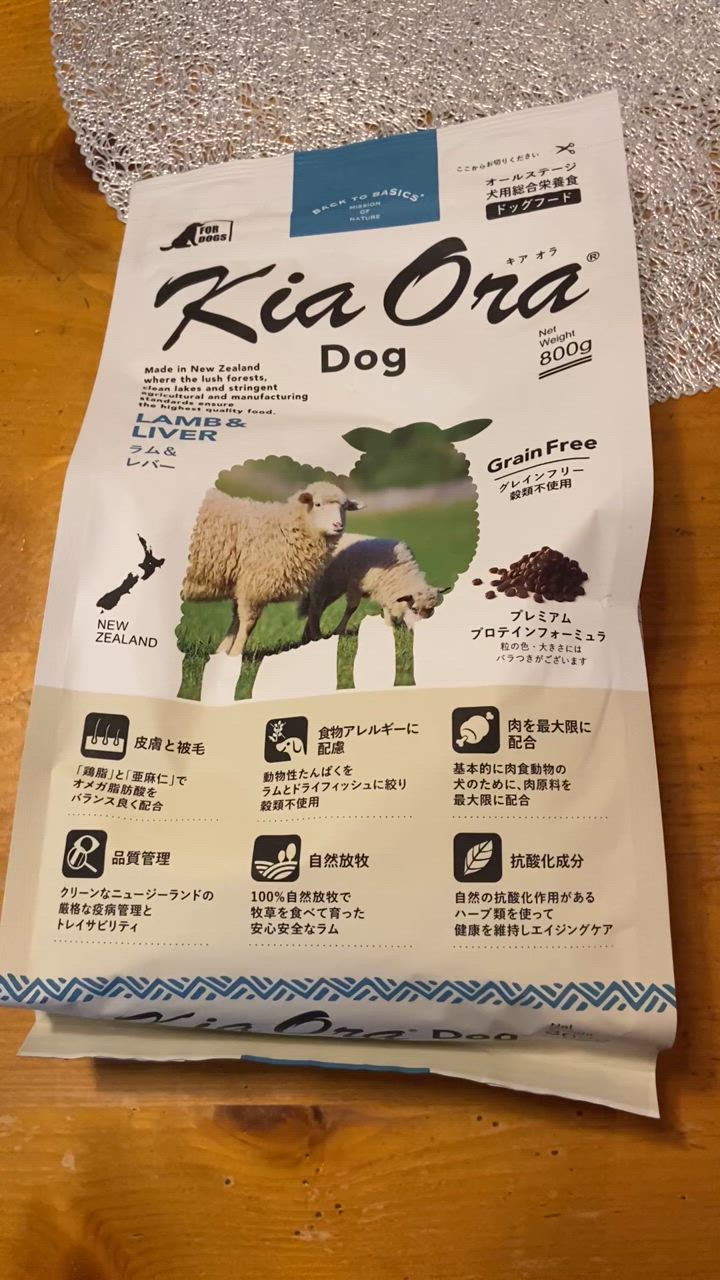 ここからお切りください
オールステージ
犬用総合栄養食
ドッグフード
BACK TO BASICS®
MISSION
OF
NATURE
FOR
DOGS
キア オラ
Kia Ora®
Dog
Net
Weight
800g
Made in New Zealand
where the lush forests,
clean lakes and stringent
agricultural and manufacturing
standards ensure
the highest quality food.
LAMB &
LIVER
ラム＆
レバー
Grain Free
グレインフリー
穀類不使用
NEW
ZEALAND
プレミアム
プロテインフォーミュラ
粒の色・大きさには
バラつきがございます
皮膚と被毛
「鶏脂」と「亜麻仁」で
オメガ脂肪酸を
バランス良く配合
食物アレルギーに
配慮
動物性たんぱくを
ラムとドライフィッシュに絞り
穀類不使用
肉を最大限に
配合
基本的に肉食動物の
犬のために、肉原料を
最大限に配合
品質管理
クリーンなニュージーランドの
厳格な疫病管理と
トレイサビリティ
自然放牧
100%自然放牧で
牧草を食べて育った
安心安全なラム
抗酸化成分
自然の抗酸化作用がある
ハーブ類を使って
健康を維持しエイジングケア
Kia Ora® Dog